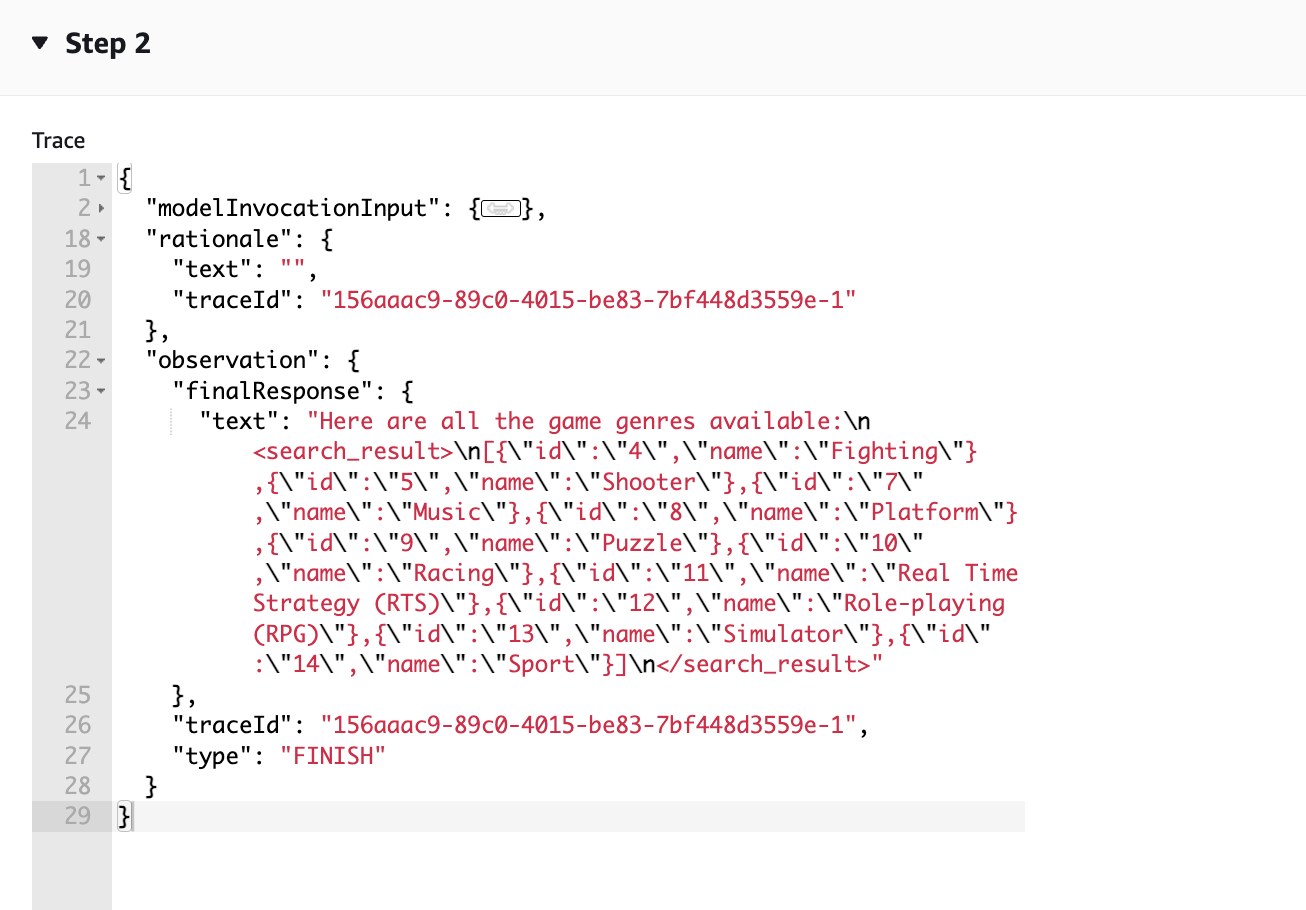 Step 2
Trace
1 {
2 "modelInvocationInput": {},
18 "rationale": {
19 "text": "",
20 "traceId": "156aaac9-89c0-4015-be83-7bf448d3559e-1"
21 },
22 "observation": {
23 "finalResponse": {
24 "text": "Here are all the game genres available:\n
<search_result>\n[{\"id\":\"4\",\"name\":\"Fighting\"}
,{\"id\":\"5\",\"name\":\"Shooter\"},{\"id\":\"7\"
,\"name\":\"Music\"},{\"id\":\"8\",\"name\":\"Platform\"}
,{\"id\":\"9\",\"name\":\"Puzzle\"},{\"id\":\"10\"
,\"name\":\"Racing\"},{\"id\":\"11\",\"name\":\"Real Time
Strategy (RTS)\"},{\"id\":\"12\",\"name\":\"Role-playing
(RPG)\"},{\"id\":\"13\",\"name\":\"Simulator\"},{\"id\"
:\"14\",\"name\":\"Sport\"}]\n</search_result>"
25 },
26 "traceId": "156aaac9-89c0-4015-be83-7bf448d3559e-1",
27 "type": "FINISH"
28 }
29 }